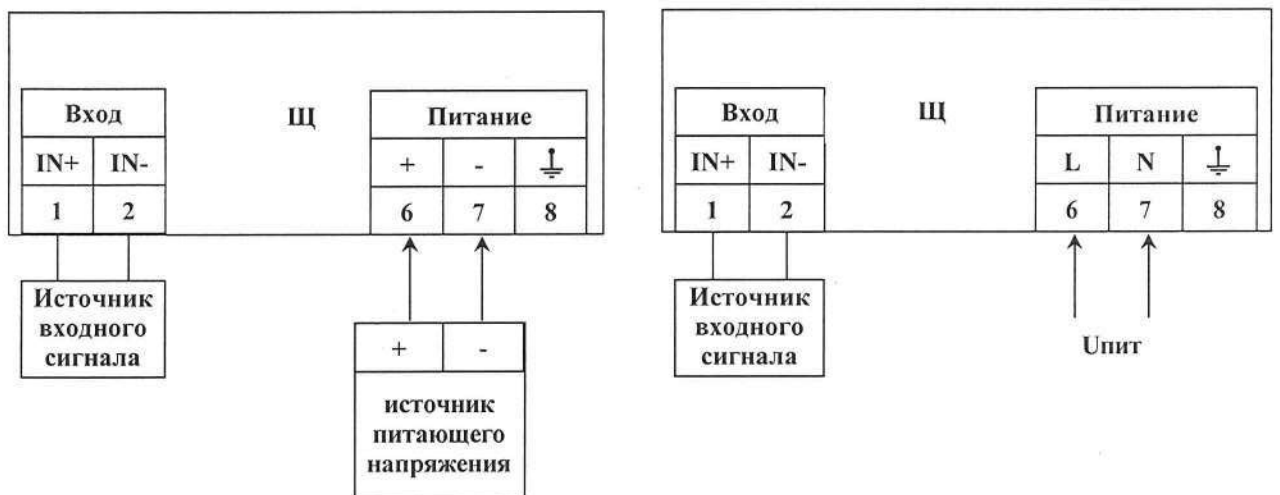 Вход
Щ
Питание
IN+ IN-
+ -
1 2
6 7 8
Источник
входного
сигнала
+ -
источник
питающего
напряжения
Вход
Щ
Питание
IN+ IN-
L N
1 2
6 7 8
Источник
входного
сигнала
Uпит